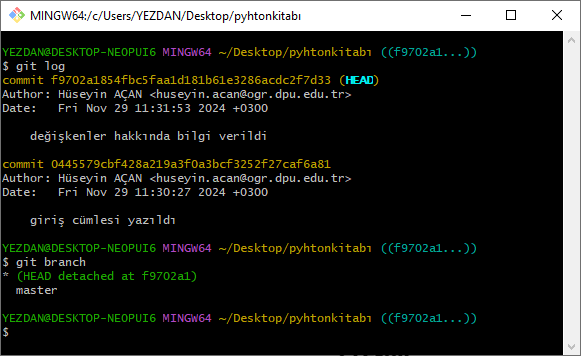 MINGW64:/c/Users/YEZDAN/Desktop/pyhtonkitabı
YEZDAN@DESKTOP-NEOPUI6 MINGW64 ~/Desktop/pyhtonkitabı ((f9702a1...))
$ git log
commit f9702a1854fbc5faa1d181b61e3286acdc2f7d33 (HEAD)
Author: Hüseyin AÇAN <huseyin.acan@ogr.dpu.edu.tr>
Date:   Fri Nov 29 11:31:53 2024 +0300
    değişkenler hakkında bilgi verildi
commit 0445579cbf428a219a3f0a3bcf3252f27caf6a81
Author: Hüseyin AÇAN <huseyin.acan@ogr.dpu.edu.tr>
Date:   Fri Nov 29 11:30:27 2024 +0300
    giriş cümlesi yazıldı
YEZDAN@DESKTOP-NEOPUI6 MINGW64 ~/Desktop/pyhtonkitabı ((f9702a1...))
$ git branch
* (HEAD detached at f9702a1)
  master
YEZDAN@DESKTOP-NEOPUI6 MINGW64 ~/Desktop/pyhtonkitabı ((f9702a1...))
$